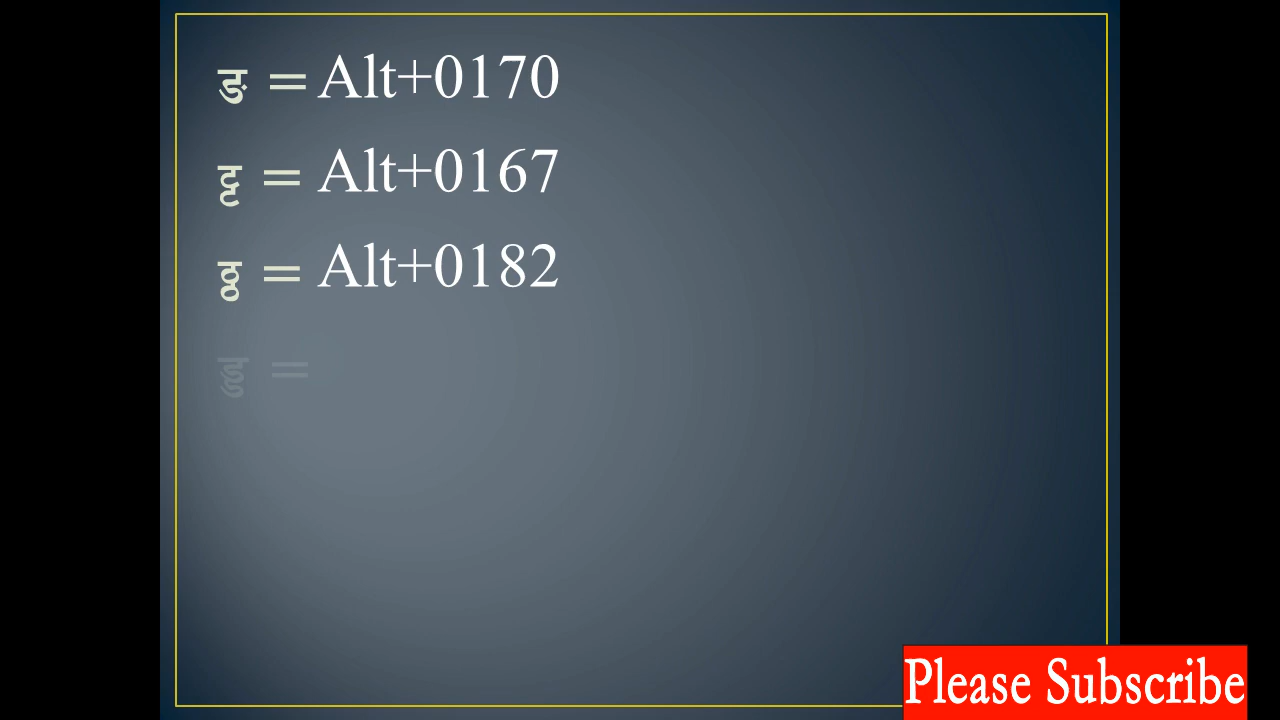 ङ = Alt+0170
ट्ट = Alt+0167
ठ्ठ = Alt+0182
ड्ड =
Please Subscribe